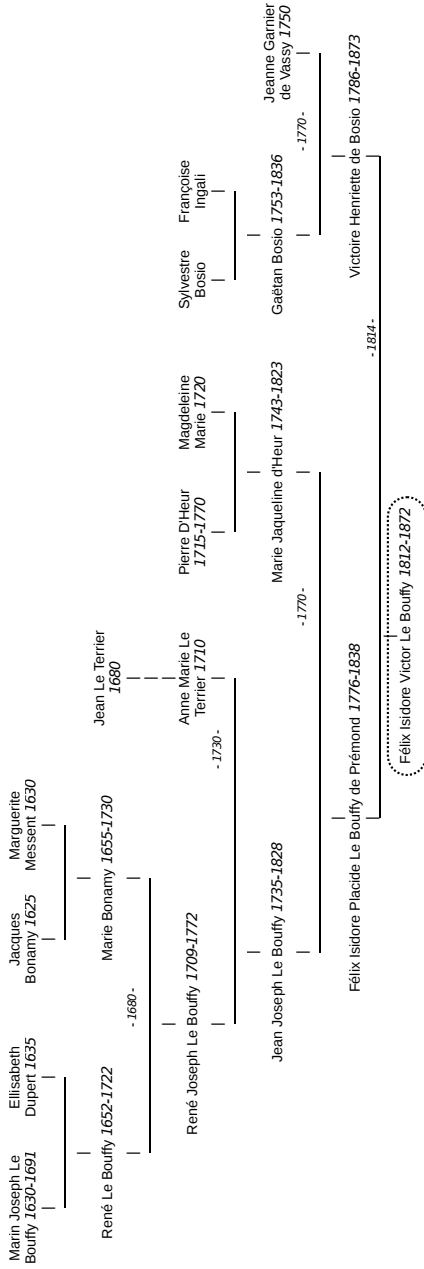 Marin Joseph Le
Bouffy 1630-1691
Ellisabeth
Dupert 1635
Jacques
Bonamy 1625
Marguerite
Messent 1630
René Le Bouffy 1652-1722
Marie Bonamy 1655-1730
Jean Le Terrier
1680
- 1680 -
René Joseph Le Bouffy 1709-1772
Anne Marie Le
Terrier 1710
Pierre D'Heur
1715-1770
Magdeleine
Marie 1720
Sylvestre
Bosio
Françoise
Ingali
- 1730 -
Jean Joseph Le Bouffy 1735-1828
Marie Jaqueline d'Heur 1743-1823
Gaëtan Bosio 1753-1836
Jeanne Garnier
de Vassy 1750
- 1770 -
- 1770 -
Félix Isidore Placide Le Bouffy de Prémond 1776-1838
Victoire Henriette de Bosio 1786-1873
- 1814 -
Félix Isidore Victor Le Bouffy 1812-1872